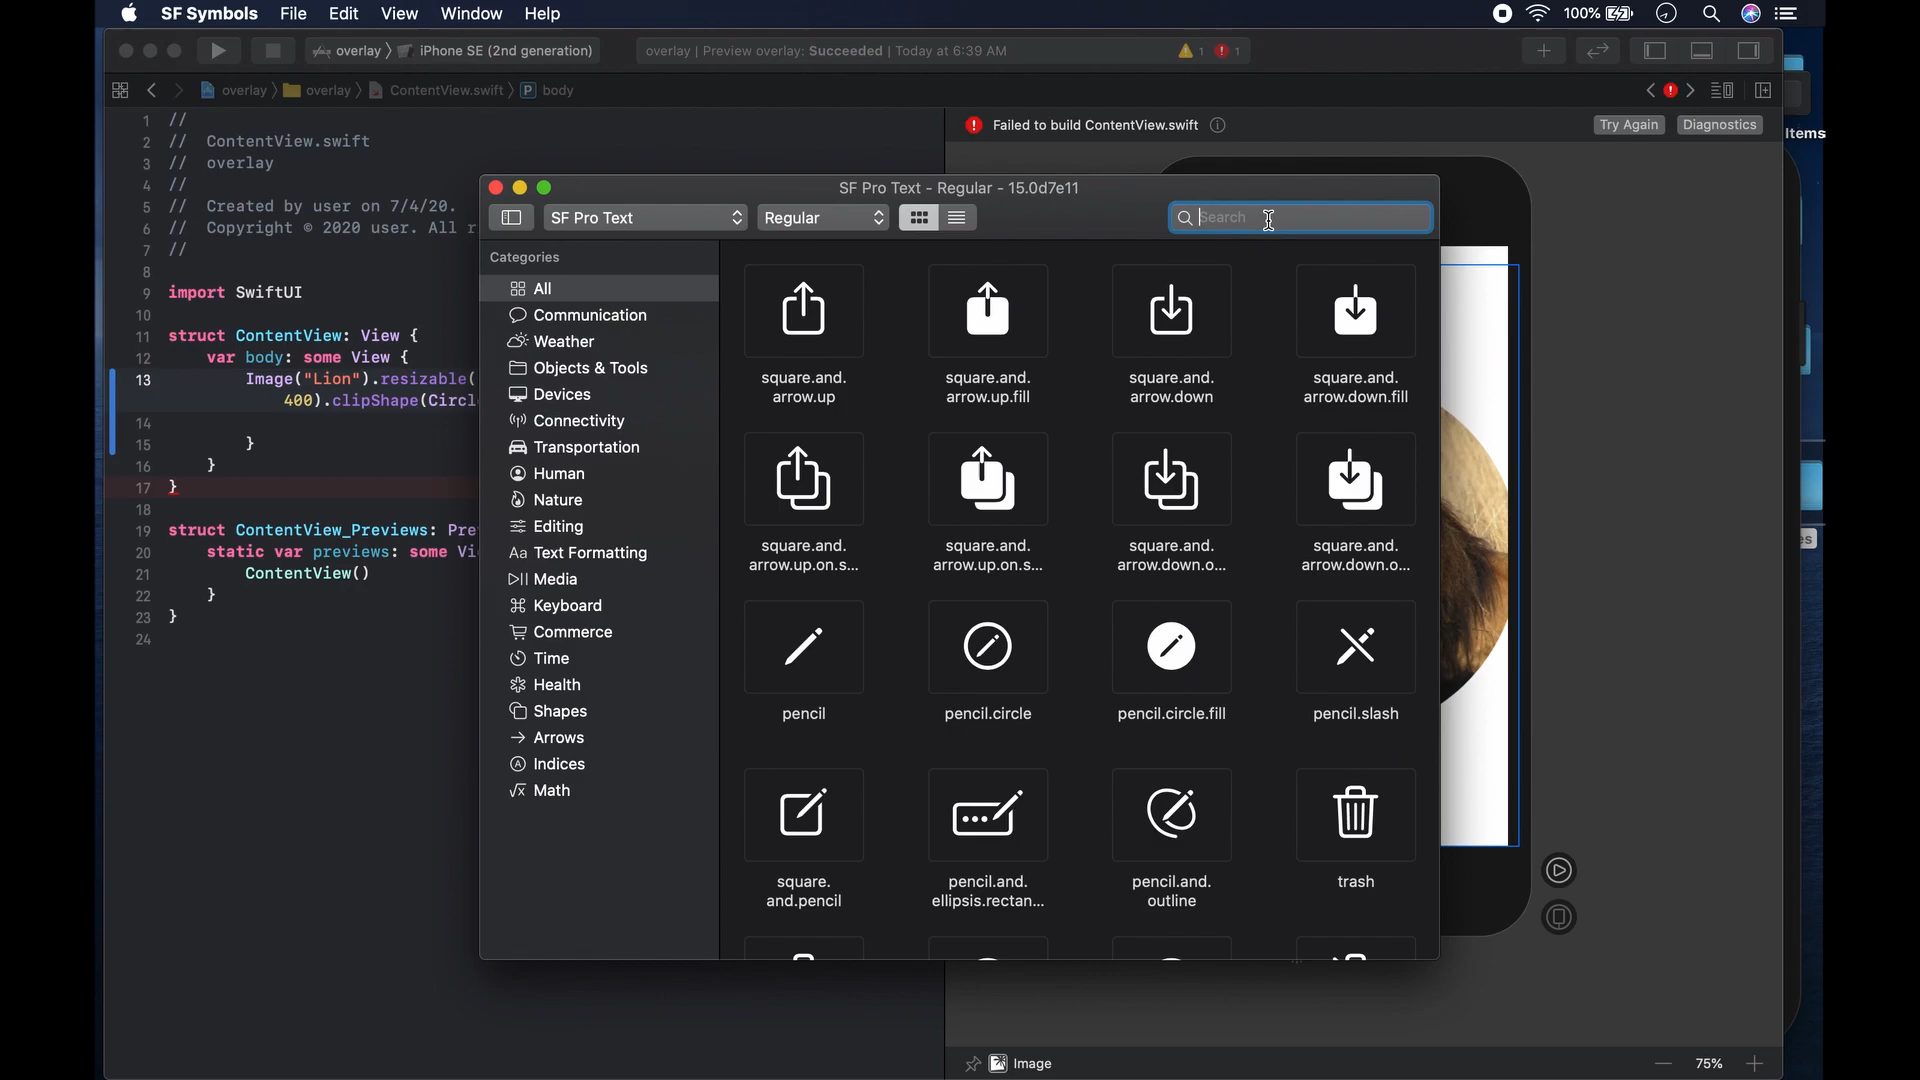 SF Symbols File Edit View Window Help 100%
overlay iPhone SE (2nd generation) overlay | Preview overlay: Succeeded | Today at 6:39 AM 1 1
overlay overlay ContentView.swift P body
Items
Failed to build ContentView.swift Try Again Diagnostics
1 //
2 // ContentView.swift
3 // overlay
4 //
5 // Created by user on 7/4/20.
6 // Copyright © 2020 user. All r
7 //
8
9 import SwiftUI
10
11 struct ContentView: View {
12 var body: some View {
13 Image("Lion").resizable(
400).clipShape(Circl
14
15 }
16 }
17 }
18
19 struct ContentView_Previews: Pre
20 static var previews: some Vi
21 ContentView()
22 }
23 }
24
SF Pro Text - Regular - 15.0d7e11
SF Pro Text Regular Search
Categories
All
Communication
Weather
Objects & Tools
Devices
Connectivity
Transportation
Human
Nature
Editing
Aa Text Formatting
Media
Keyboard
Commerce
Time
Health
Shapes
Arrows
A Indices
√x Math
square.and.
arrow.up
square.and.
arrow.up.fill
square.and.
arrow.down
square.and.
arrow.down.fill
square.and.
arrow.up.on.s...
square.and.
arrow.up.on.s...
square.and.
arrow.down.o...
square.and.
arrow.down.o...
pencil
pencil.circle
pencil.circle.fill
pencil.slash
square.
and.pencil
pencil.and.
ellipsis.rectan...
pencil.and.
outline
trash
es
Image 75%